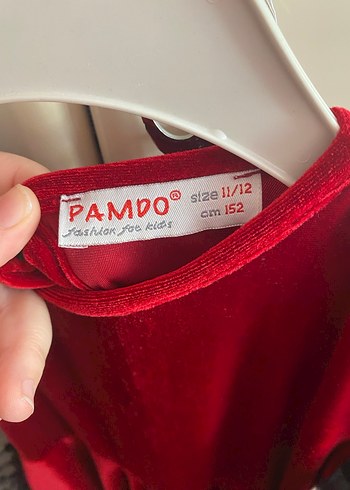 PAMDO® size 11/12
fashion for kids cm 152